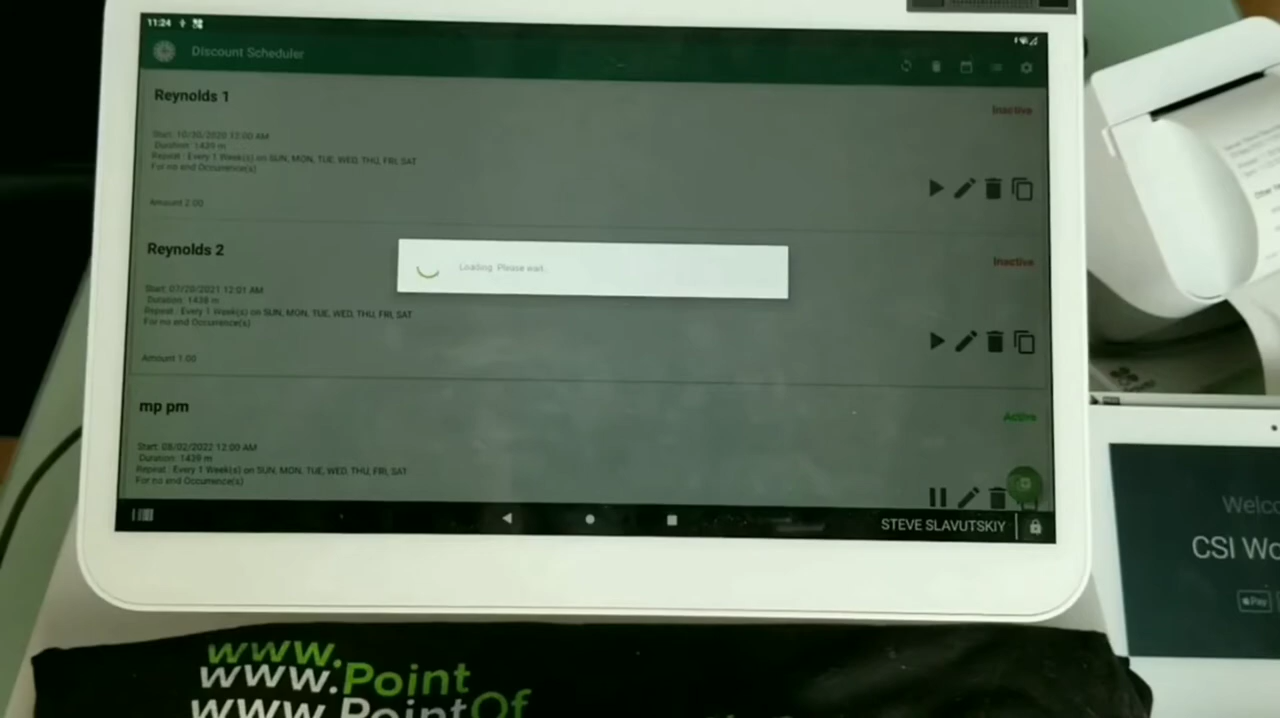 11:24
Discount Scheduler
Reynolds 1
Inactive
Start: 10/30/2020 12:00 AM
Duration: 1439 m
Repeat : Every 1 Week(s) on SUN, MON, TUE, WED, THU, FRI, SAT
For no end Occurrence(s)
Amount 2.00
Reynolds 2
Inactive
Start: 07/20/2021 12:01 AM
Duration: 1438 m
Repeat : Every 1 Week(s) on SUN, MON, TUE, WED, THU, FRI, SAT
For no end Occurrence(s)
Amount 1.00
Loading. Please wait.
mp pm
Active
Start: 08/02/2022 12:00 AM
Duration: 1439 m
Repeat : Every 1 Week(s) on SUN, MON, TUE, WED, THU, FRI, SAT
For no end Occurrence(s)
STEVE SLAVUTSKIY
Welco
CSI Wo
Pay
www.
www.Point
www.PointOf